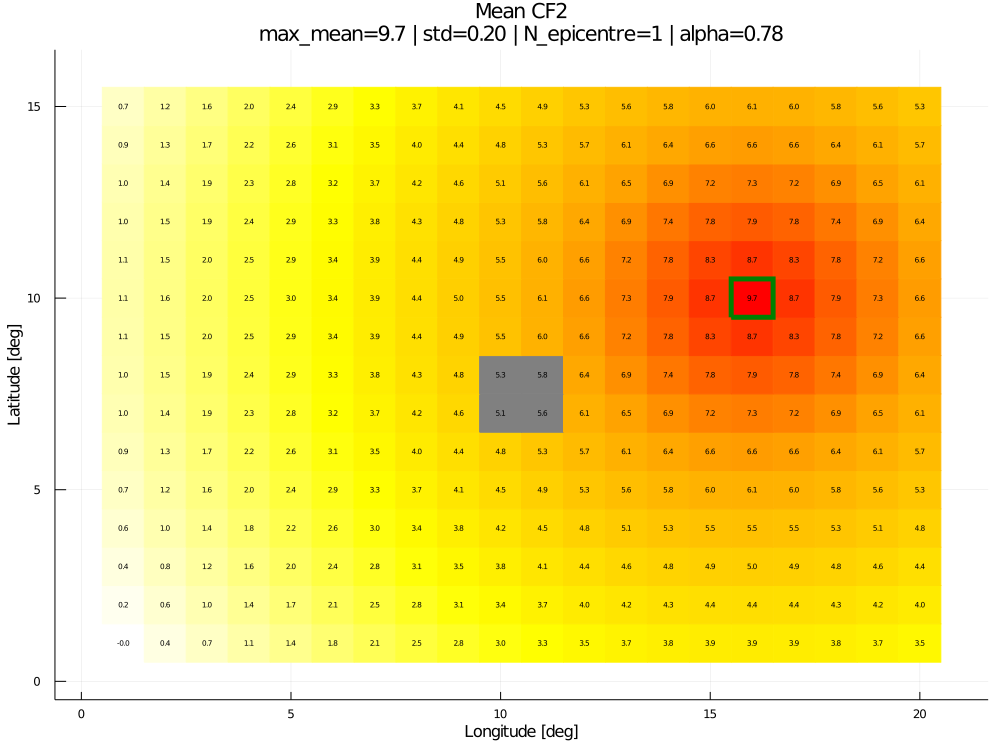 Mean CF2
max_mean=9.7 | std=0.20 | N_epicentre=1 | alpha=0.78
15 0.7 1.2 1.6 2.0 2.4 2.9 3.3 3.7 4.1 4.5 4.9 5.3 5.6 5.8 6.0 6.1 6.0 5.8 5.6 5.3
0.9 1.3 1.7 2.2 2.6 3.1 3.5 4.0 4.4 4.8 5.3 5.7 6.1 6.4 6.6 6.6 6.6 6.4 6.1 5.7
1.0 1.4 1.9 2.3 2.8 3.2 3.7 4.2 4.6 5.1 5.6 6.1 6.5 6.9 7.2 7.3 7.2 6.9 6.5 6.1
1.0 1.5 1.9 2.4 2.9 3.3 3.8 4.3 4.8 5.3 5.8 6.4 6.9 7.4 7.8 7.9 7.8 7.4 6.9 6.4
1.1 1.5 2.0 2.5 2.9 3.4 3.9 4.4 4.9 5.5 6.0 6.6 7.2 7.8 8.3 8.7 8.3 7.8 7.2 6.6
10 1.1 1.6 2.0 2.5 3.0 3.4 3.9 4.4 5.0 5.5 6.1 6.6 7.3 7.9 8.7 9.7 8.7 7.9 7.3 6.6
1.1 1.5 2.0 2.5 2.9 3.4 3.9 4.4 4.9 5.5 6.0 6.6 7.2 7.8 8.3 8.7 8.3 7.8 7.2 6.6
1.0 1.5 1.9 2.4 2.9 3.3 3.8 4.3 4.8 5.3 5.8 6.4 6.9 7.4 7.8 7.9 7.8 7.4 6.9 6.4
1.0 1.4 1.9 2.3 2.8 3.2 3.7 4.2 4.6 5.1 5.6 6.1 6.5 6.9 7.2 7.3 7.2 6.9 6.5 6.1
0.9 1.3 1.7 2.2 2.6 3.1 3.5 4.0 4.4 4.8 5.3 5.7 6.1 6.4 6.6 6.6 6.6 6.4 6.1 5.7
5 0.7 1.2 1.6 2.0 2.4 2.9 3.3 3.7 4.1 4.5 4.9 5.3 5.6 5.8 6.0 6.1 6.0 5.8 5.6 5.3
0.6 1.0 1.4 1.8 2.2 2.6 3.0 3.4 3.8 4.2 4.5 4.8 5.1 5.3 5.5 5.5 5.5 5.3 5.1 4.8
0.4 0.8 1.2 1.6 2.0 2.4 2.8 3.1 3.5 3.8 4.1 4.4 4.6 4.8 4.9 5.0 4.9 4.8 4.6 4.4
0.2 0.6 1.0 1.4 1.7 2.1 2.5 2.8 3.1 3.4 3.7 4.0 4.2 4.3 4.4 4.4 4.4 4.3 4.2 4.0
-0.0 0.4 0.7 1.1 1.4 1.8 2.1 2.5 2.8 3.0 3.3 3.5 3.7 3.8 3.9 3.9 3.9 3.8 3.7 3.5
0
0 5 10 15 20
Longitude [deg]
Latitude [deg]